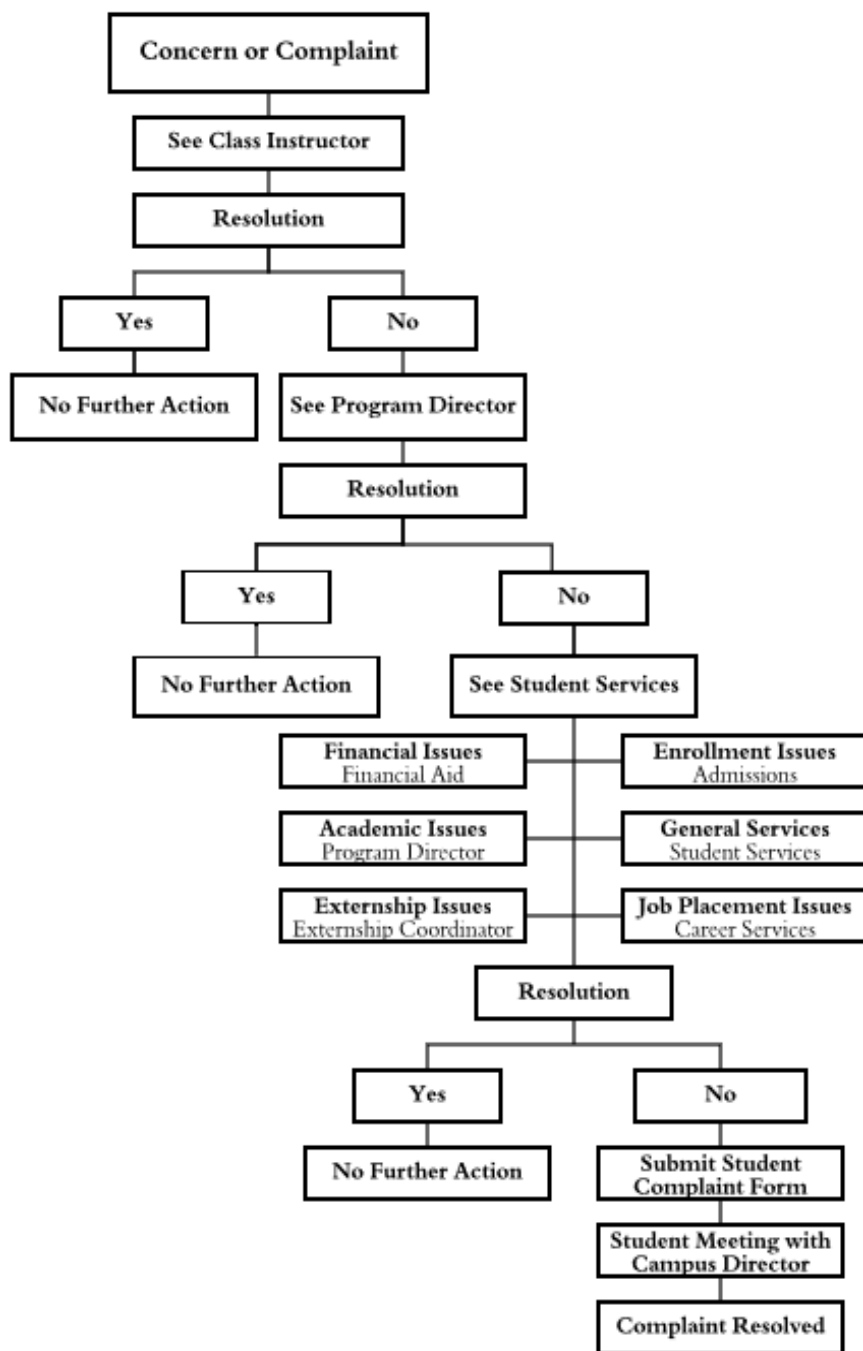 Concern or Complaint
See Class Instructor
Resolution
Yes
No
No Further Action
See Program Director
Resolution
Yes
No
No Further Action
See Student Services
Financial Issues
Financial Aid
Enrollment Issues
Admissions
Academic Issues
Program Director
General Services
Student Services
Externship Issues
Externship Coordinator
Job Placement Issues
Career Services
Resolution
Yes
No
No Further Action
Submit Student
Complaint Form
Student Meeting with
Campus Director
Complaint Resolved